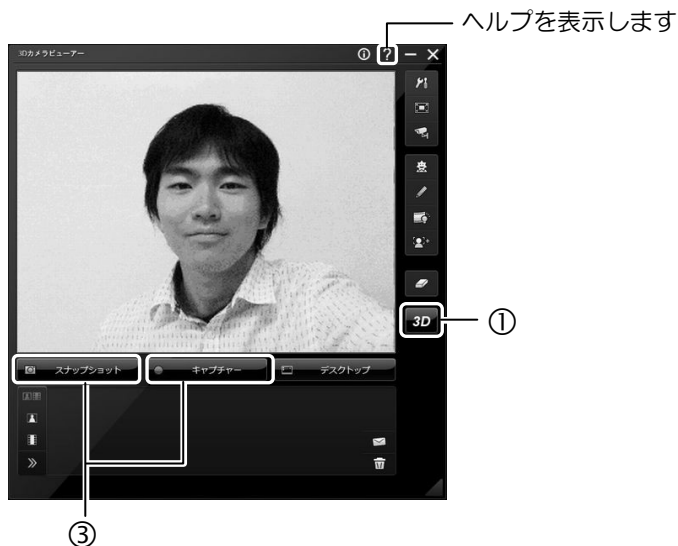 ヘルプを表示します
3Dカメラビューアー
?
3D
①
スナップショット
キャプチャー
デスクトップ
③